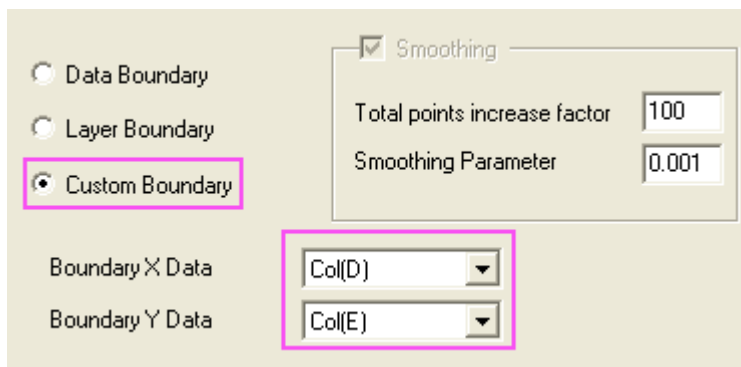 Data Boundary
Layer Boundary
Custom Boundary
Smoothing
Total points increase factor 100
Smoothing Parameter 0.001
Boundary X Data Col(D)
Boundary Y Data Col(E)